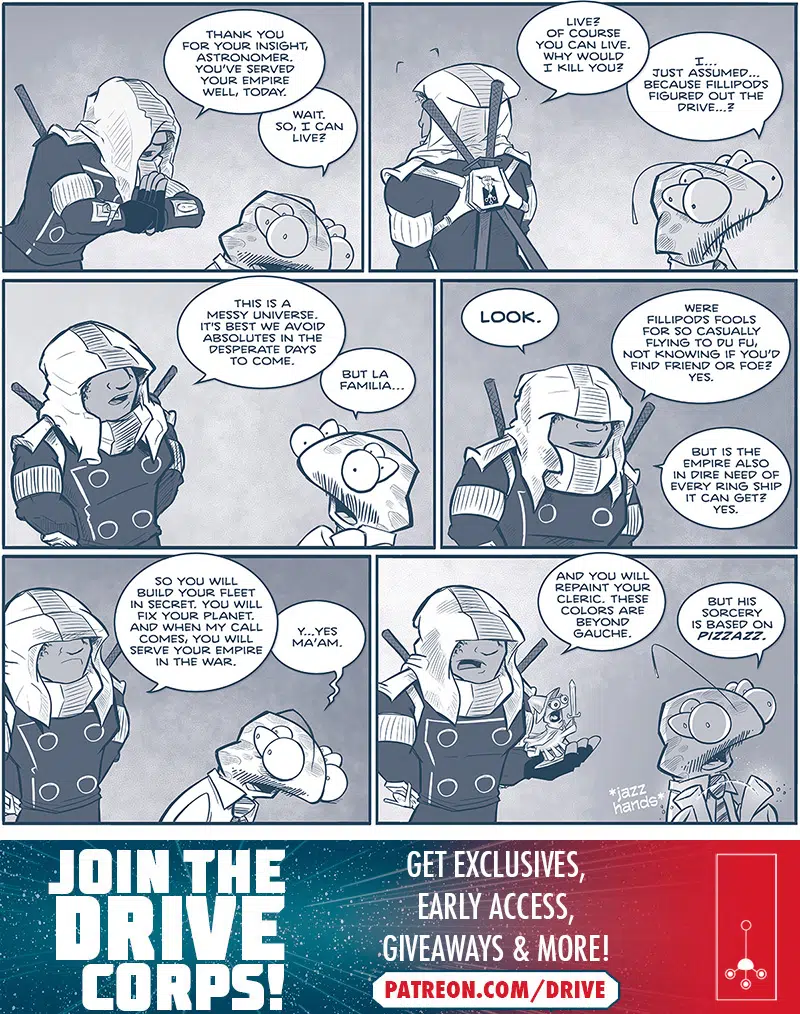 THANK YOU
FOR YOUR INSIGHT,
ASTRONOMER.
YOU'VE SERVED
YOUR EMPIRE
WELL, TODAY.
WAIT.
SO, I CAN
LIVE?
LIVE?
OF COURSE
YOU CAN LIVE.
WHY WOULD
I KILL YOU?
I...
JUST ASSUMED...
BECAUSE FILLIPODS
FIGURED OUT THE
DRIVE...?
THIS IS A
MESSY UNIVERSE.
IT'S BEST WE AVOID
ABSOLUTES IN THE
DESPERATE DAYS
TO COME.
BUT LA
FAMILIA...
LOOK.
WERE
FILLIPODS FOOLS
FOR SO CASUALLY
FLYING TO DU FU,
NOT KNOWING IF YOU'D
FIND FRIEND OR FOE?
YES.
BUT IS THE
EMPIRE ALSO
IN DIRE NEED OF
EVERY RING SHIP
IT CAN GET?
YES.
SO YOU WILL
BUILD YOUR FLEET
IN SECRET. YOU WILL
FIX YOUR PLANET.
AND WHEN MY CALL
COMES, YOU WILL
SERVE YOUR EMPIRE
IN THE WAR.
Y...YES
MA'AM.
AND YOU WILL
REPAINT YOUR
CLERIC. THESE
COLORS ARE
BEYOND
GAUCHE.
BUT HIS
SORCERY
IS BASED ON
PIZZAZZ.
*jazz
hands*
JOIN THE
DRIVE
CORPS!
GET EXCLUSIVES,
EARLY ACCESS,
GIVEAWAYS & MORE!
PATREON.COM/DRIVE